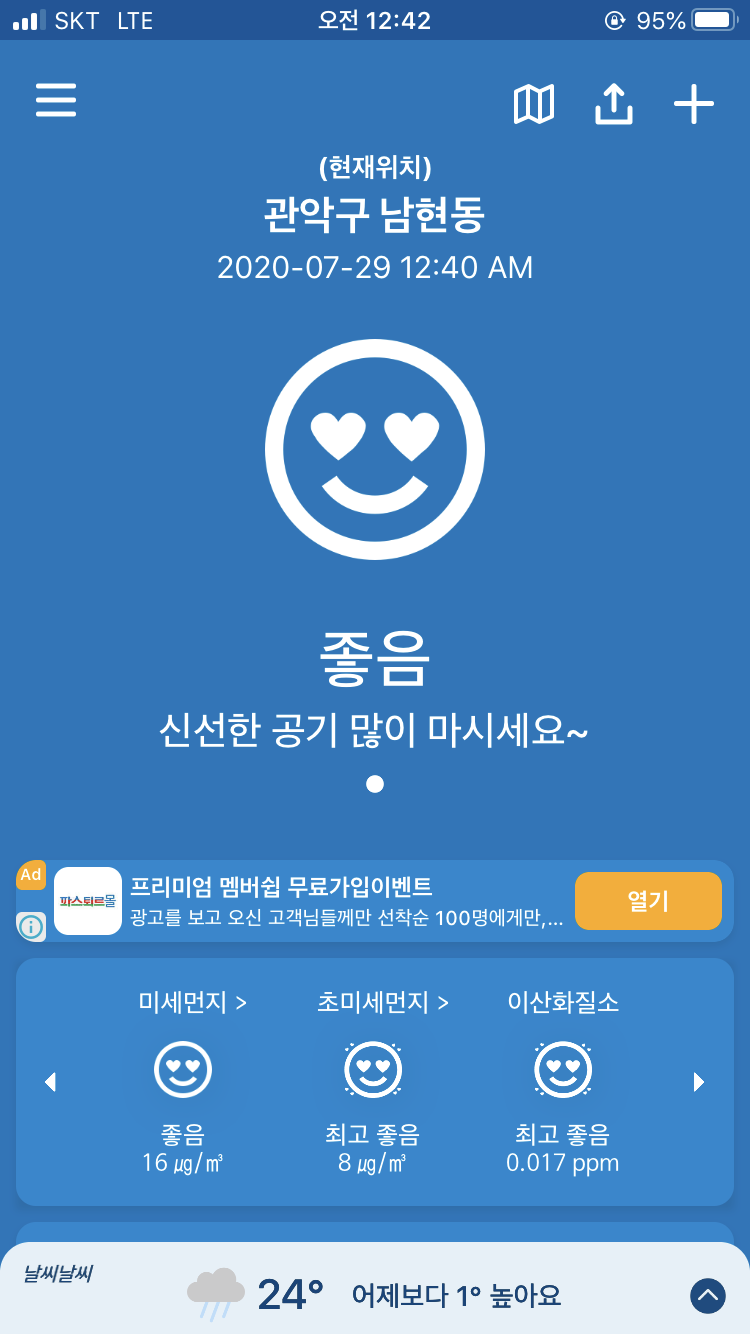 SKT LTE 오전 12:42 95%
(현재위치)
관악구 남현동
2020-07-29 12:40 AM
좋음
신선한 공기 많이 마시세요~
Ad
파스퇴르몰
프리미엄 멤버쉽 무료가입이벤트
광고를 보고 오신 고객님들께만 선착순 100명에게만,...
열기
미세먼지 > 초미세먼지 > 이산화질소
좋음 최고 좋음 최고 좋음
16 ㎍/㎥ 8 ㎍/㎥ 0.017 ppm
날씨날씨
24° 어제보다 1° 높아요